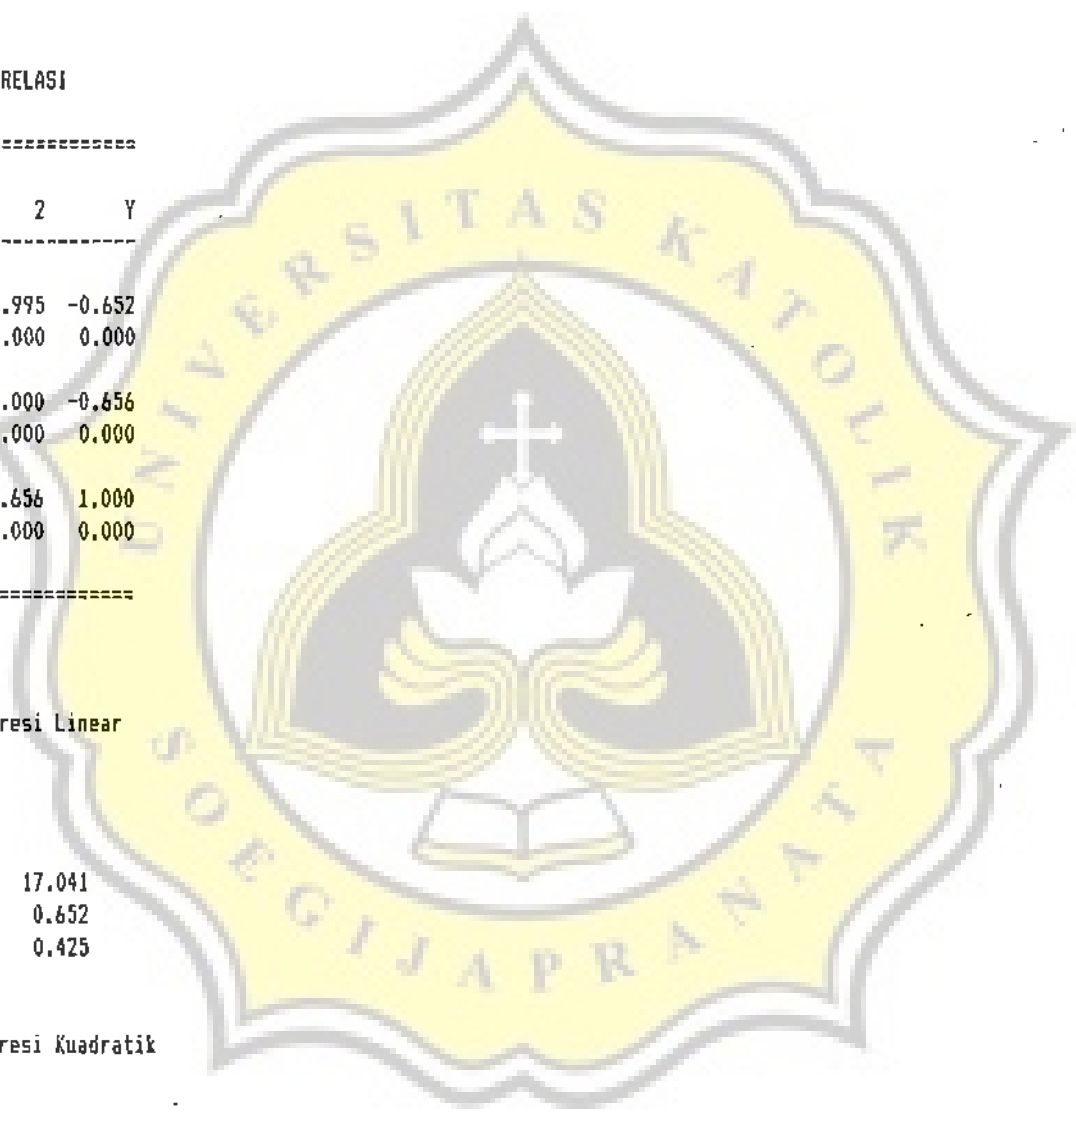 RELASI
============
2 Y
------------
.995 -0.652
.000 0.000
.000 -0.656
.000 0.000
.656 1.000
.000 0.000
============
resi Linear
17.041
0.652
0.425
resi Kuadratik
UNIVERSITAS KATOLIK
SOEGIJAPRANATA